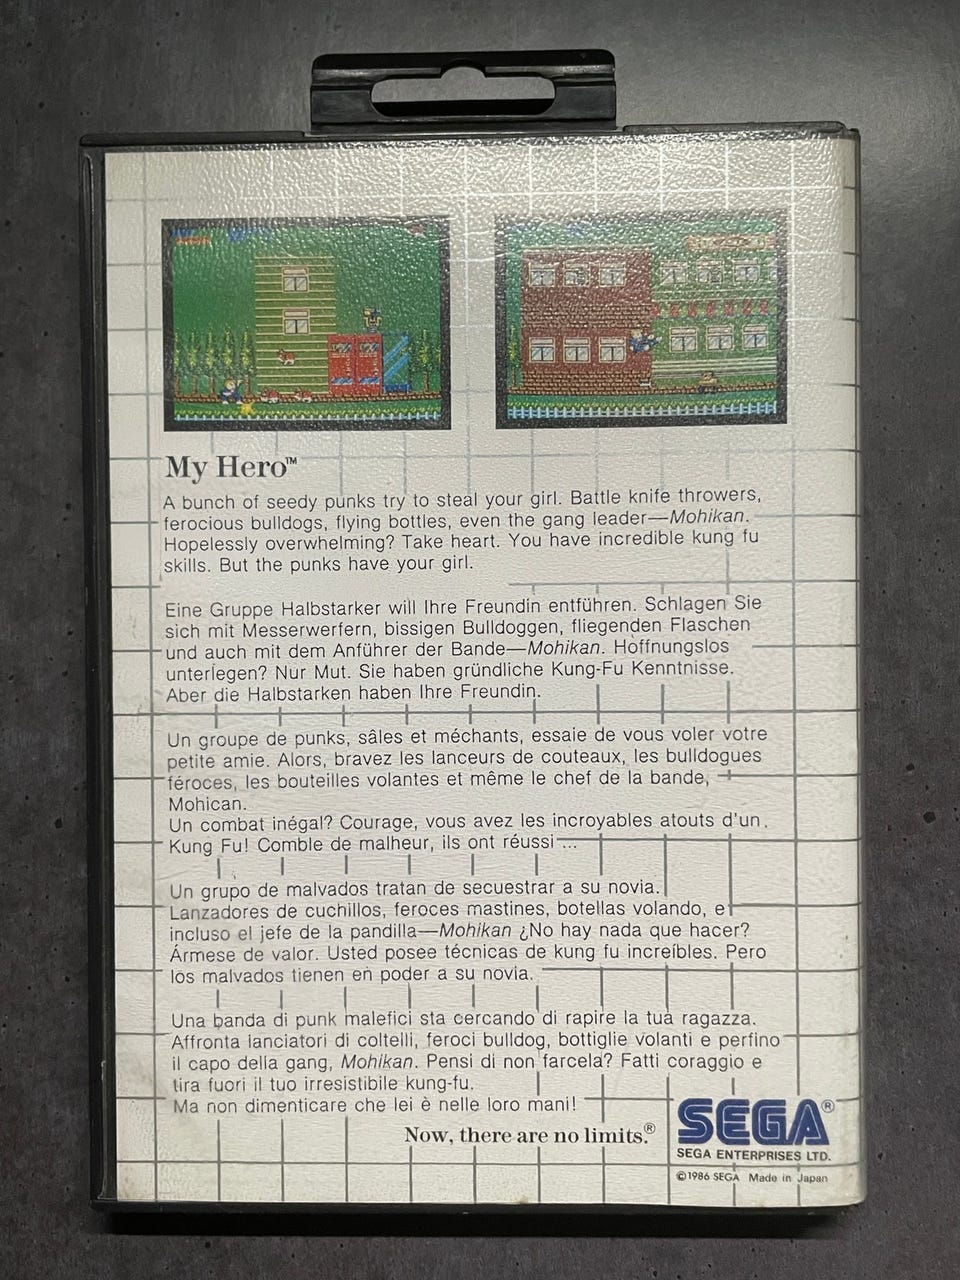 My Hero™
A bunch of seedy punks try to steal your girl. Battle knife throwers,
ferocious bulldogs, flying bottles, even the gang leader—Mohikan.
Hopelessly overwhelming? Take heart. You have incredible kung fu
skills. But the punks have your girl.
Eine Gruppe Halbstarker will Ihre Freundin entführen. Schlagen Sie
sich mit Messerwerfern, bissigen Bulldoggen, fliegenden Flaschen
und auch mit dem Anführer der Bande—Mohikan. Hoffnungslos
unterlegen? Nur Mut. Sie haben gründliche Kung-Fu Kenntnisse.
Aber die Halbstarken haben Ihre Freundin.
Un groupe de punks, sâles et méchants, essaie de vous voler votre
petite amie. Alors, bravez les lanceurs de couteaux, les bulldogues
féroces, les bouteilles volantes et même le chef de la bande,
Mohican.
Un combat inégal? Courage, vous avez les incroyables atouts d'un
Kung Fu! Comble de malheur, ils ont réussi ...
Un grupo de malvados tratan de secuestrar a su novia.
Lanzadores de cuchillos, feroces mastines, botellas volando, e
incluso el jefe de la pandilla—Mohikan ¿No hay nada que hacer?
Ármese de valor. Usted posee técnicas de kung fu increíbles. Pero
los malvados tienen en poder a su novia.
Una banda di punk malefici sta cercando di rapire la tua ragazza.
Affronta lanciatori di coltelli, feroci bulldog, bottiglie volanti e perfino
il capo della gang, Mohikan. Pensi di non farcela? Fatti coraggio e
tira fuori il tuo irresistibile kung-fu.
Ma non dimenticare che lei è nelle loro mani!
Now, there are no limits.®
SEGA®
SEGA ENTERPRISES LTD.
©1986 SEGA Made in Japan